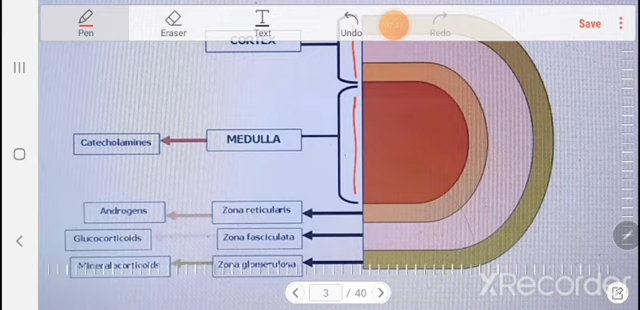 Pen
Eraser
Text
Undo
Redo
Save
CORTEX
Catecholamines
MEDULLA
Androgens
Zona reticularis
Glucocorticoids
Zona fasciculata
Mineralocorticoids
Zona glomerulosa
3 / 40
XRecorder